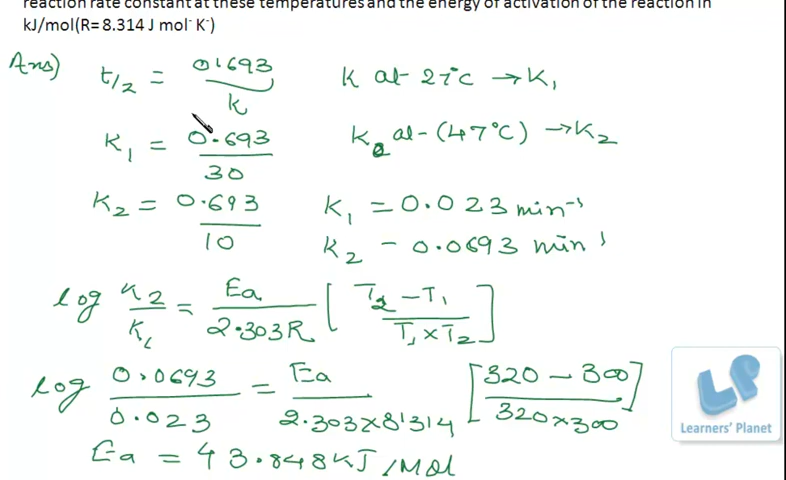 reaction rate constant at these temperatures and the energy of activation of the reaction in
kJ/mol(R= 8.314 J mol⁻ K⁻)
Ans) t/2 = 0.693 / k K at 27°c → K₁
K₁ = 0.693 / 30 K₂ at - (47°C) → K₂
K₂ = 0.693 / 10 K₁ = 0.023 min⁻¹
K₂ - 0.0693 min⁻¹
log K₂ / K₁ = Ea / 2.303R [ T₂ - T₁ / T₁ x T₂ ]
log 0.0693 / 0.023 = Ea / 2.303x8.314 [ 320 - 300 / 320 x 300 ]
Ea = 43.848 KJ / Mol
LP
Learners' Planet